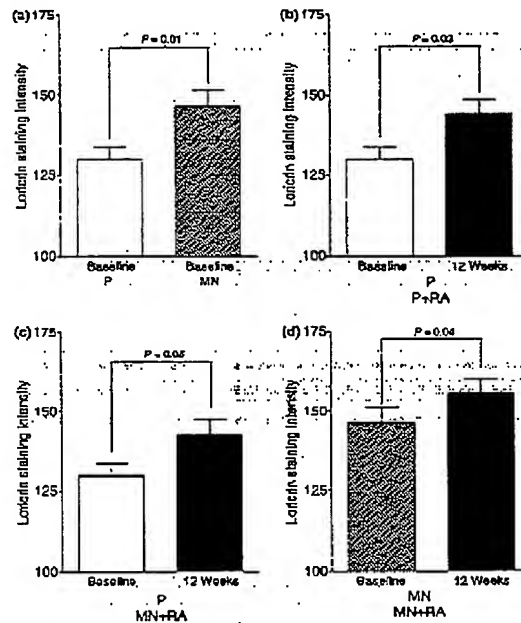 (a)
175
150
125
100
Loricrin staining intensity
P = 0.01
Baseline
P
Baseline
MN
(b)
175
150
125
100
Loricrin staining intensity
P = 0.03
Baseline
12 Weeks
P
P+RA
(c)
175
150
125
100
Loricrin staining intensity
P = 0.05
Baseline
12 Weeks
P
MN+RA
(d)
175
150
125
100
Loricrin staining intensity
P = 0.04
Baseline
12 Weeks
MN
MN+RA